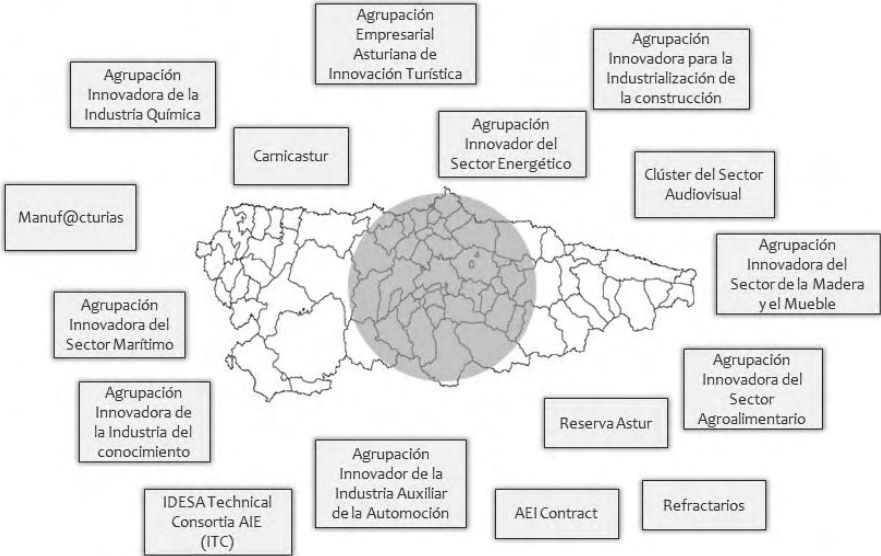 Agrupación
Empresarial
Asturiana de
Innovación Turística
Agrupación
Innovadora para la
Industrialización de
la construcción
Agrupación
Innovadora de la
Industria Química
Agrupación
Innovador del
Sector Energético
Carnicastur
Clúster del Sector
Audiovisual
Manuf@cturias
Agrupación
Innovadora del
Sector de la Madera
y el Mueble
Agrupación
Innovadora del
Sector Marítimo
Agrupación
Innovadora del
Sector
Agroalimentario
Agrupación
Innovadora de
la Industria del
conocimiento
Reserva Astur
Agrupación
Innovador de la
Industria Auxiliar
de la Automoción
IDESA Technical
Consortia AIE
(ITC)
AEI Contract
Refractarios